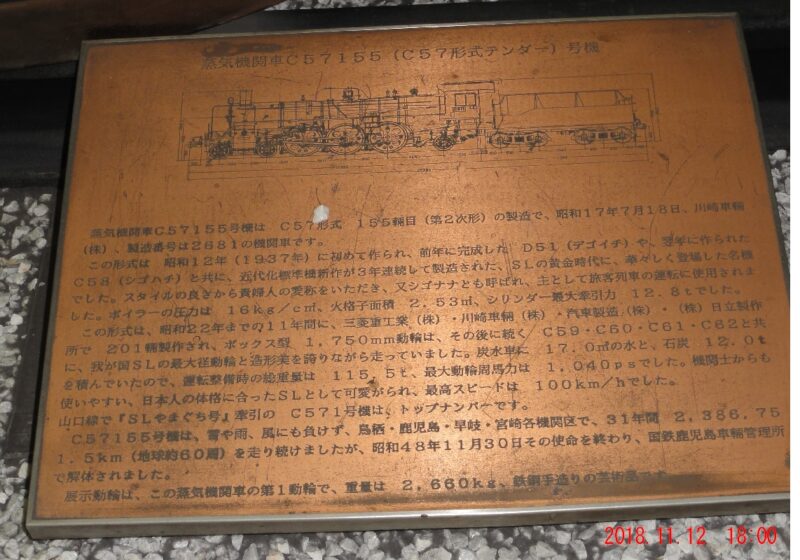 蒸気機関車C57155(C57形式テンダー)号機
蒸気機関車C57155号機は C57形式 155輛目(第2次形)の製造で、昭和17年7月18日、川崎車輛
(株)、製造番号は2681の機関車です。
この形式は 昭和12年(1937年)に初めて作られ、前年に完成した D51(デゴイチ)や、翌年に作られた
C58(シゴハチ)と共に、近代化標準機新作が3年連続して製造された、SLの黄金時代に、華々しく登場した名機
でした。スタイルの良さから貴婦人の愛称をいただき、又シゴナナとも呼ばれ、主として旅客列車の運転に使用されま
した。ボイラーの圧力は 16kg/c㎡、火格子面積 2.53㎡、シリンダー最大牽引力 12.8tでした。
この形式は、昭和22年までの11年間に、三菱重工業(株)・川崎車輛(株)・汽車製造(株)・(株)日立製作
所で 201輛製作され、ボックス型 1.750mm動輪は、その後に続く C59・C60・C61・C62と共
に、我が国SLの最大径動輪と造形美を誇りながら走っていました。炭水車に 17.0㎥の水と、石炭 12.0t
を積んでいたので、運転整備時の総重量は 115.5t、最大動輪周馬力は 1,040psでした。機関士からも
使いやすい、日本人の体格に合ったSLとして可愛がられ、最高スピードは 100km/hでした。
山口線で『SLやまぐち号』牽引の C571号機は、トップナンバーです。
C57155号機は、雪や雨、風にも負けず、鳥栖・鹿児島・早岐・宮崎各機関区で、31年間 2,386,75
1.5km(地球約60周)を走り続けましたが、昭和48年11月30日その使命を終わり、国鉄鹿児島車輛管理所
で解体されました。
展示動輪は、この蒸気機関車の第1動輪で、重量は 2,660kg、鉄鋼手造りの芸術品です。
2018.11.12 16:00